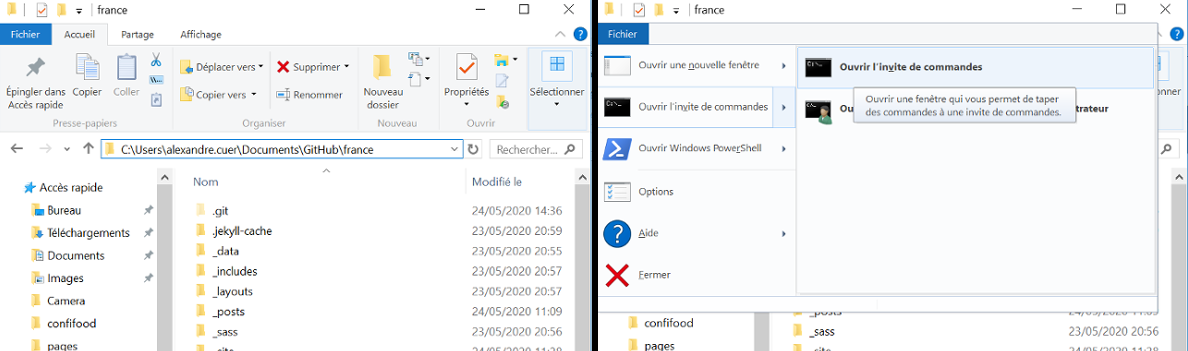 france
Fichier
Accueil
Partage
Affichage
Épingler dans
Accès rapide
Copier
Coller
Presse-papiers
Déplacer vers
Copier vers
Supprimer
Renommer
Organiser
Nouveau
dossier
Nouveau
Propriétés
Ouvrir
Sélectionner
C:\Users\alexandre.cuer\Documents\GitHub\france
Rechercher...
Accès rapide
Bureau
Téléchargements
Documents
Images
Camera
confifood
pages
Nom
Modifié le
.git
24/05/2020 14:36
.jekyll-cache
23/05/2020 20:59
_data
23/05/2020 20:55
_includes
23/05/2020 20:57
_layouts
23/05/2020 20:57
_posts
24/05/2020 11:09
_sass
23/05/2020 20:56
france
Fichier
Ouvrir une nouvelle fenêtre
Ouvrir l'invite de commandes
Ouvrir Windows PowerShell
Options
Aide
Fermer
C:\_
Ouvrir l'invite de commandes
Ouvrir une fenêtre qui vous permet de taper
des commandes à une invite de commandes.
confifood
pages
_sass
23/05/2020 20:56